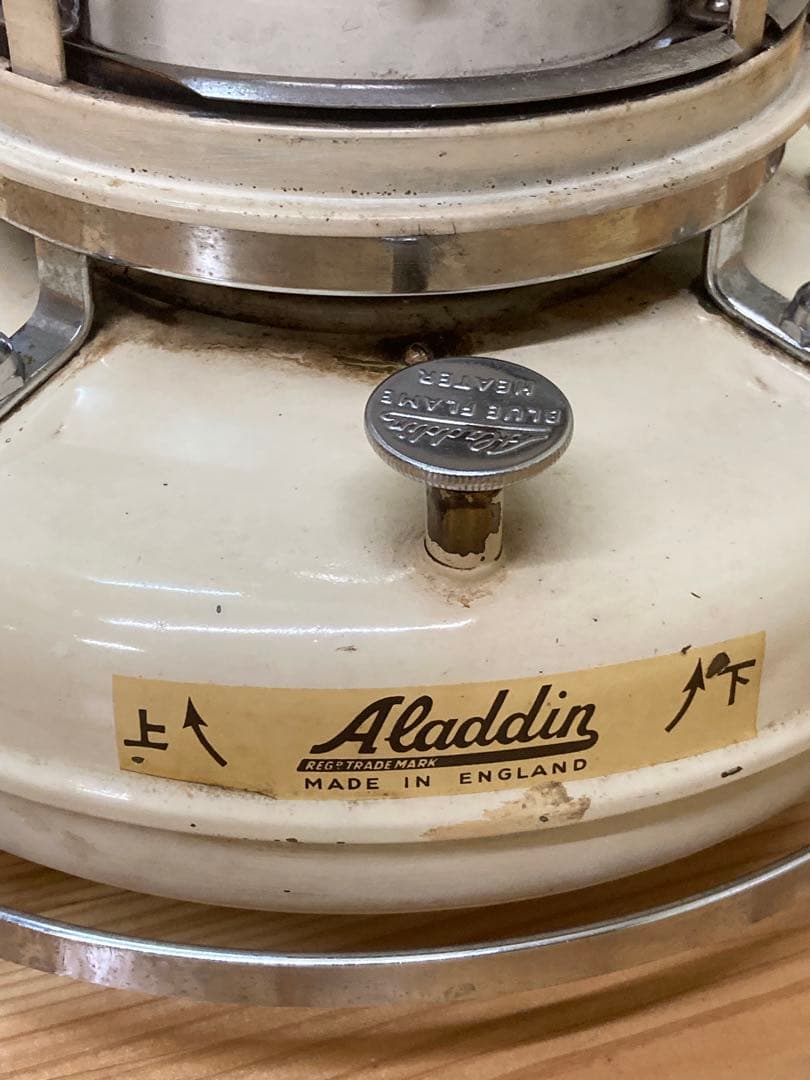 Aladdin
BLUE FLAME
HEATER
上
Aladdin
下
REGD TRADE MARK
MADE IN ENGLAND